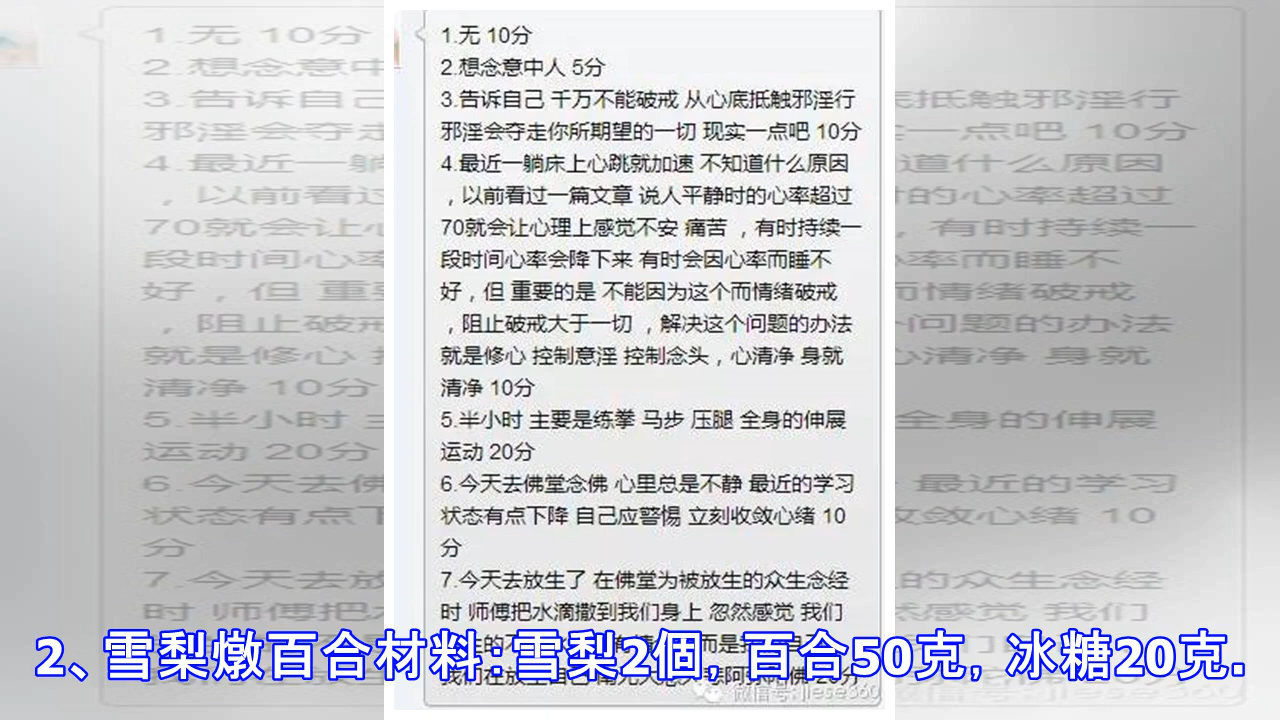 1.无 10分
2.想念意中人 5分
3.告诉自己 千万不能破戒 从心底抵触邪淫行
邪淫会夺走你所期望的一切 现实一点吧 10分
4.最近一躺床上心跳就加速 不知道什么原因
，以前看过一篇文章 说人平静时的心率超过
70就会让心理上感觉不安 痛苦 ，有时持续一
段时间心率会降下来 有时会因心率而睡不
好，但 重要的是 不能因为这个而情绪破戒
，阻止破戒大于一切 ，解决这个问题的办法
就是修心 控制意淫 控制念头，心清净 身就
清净 10分
5.半小时 主要是练拳 马步 压腿 全身的伸展
运动 20分
6.今天去佛堂念佛 心里总是不静 最近的学习
状态有点下降 自己应警惕 立刻收敛心绪 10
分
7.今天去放生了 在佛堂为被放生的众生念经
时 师傅把水滴撒到我们身上 忽然感觉 我们
2、雪梨燉百合材料:雪梨2個, 百合50克, 冰糖20克.
微信号:jiese360